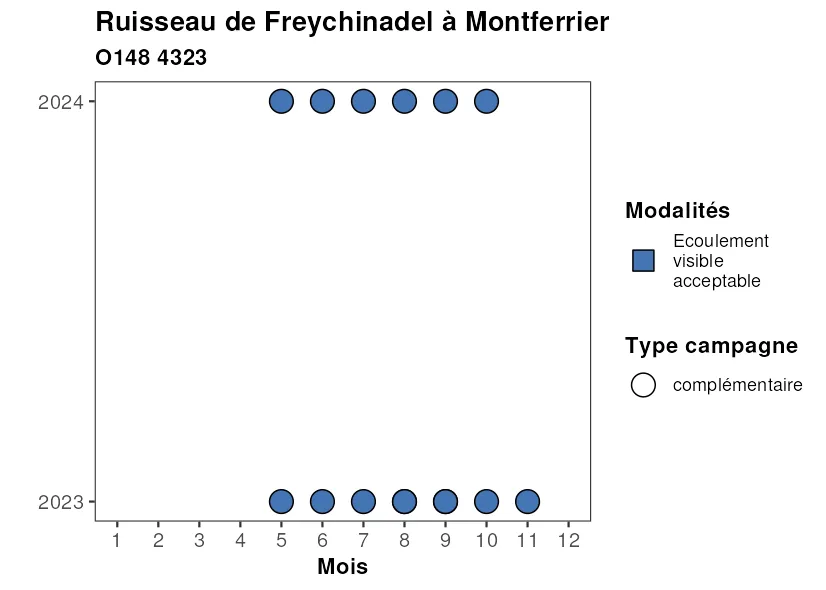 Ruisseau de Freychinadel à Montferrier
O148 4323
2024
2023
1 2 3 4 5 6 7 8 9 10 11 12
Mois
Modalités
Ecoulement
visible
acceptable
Type campagne
complémentaire